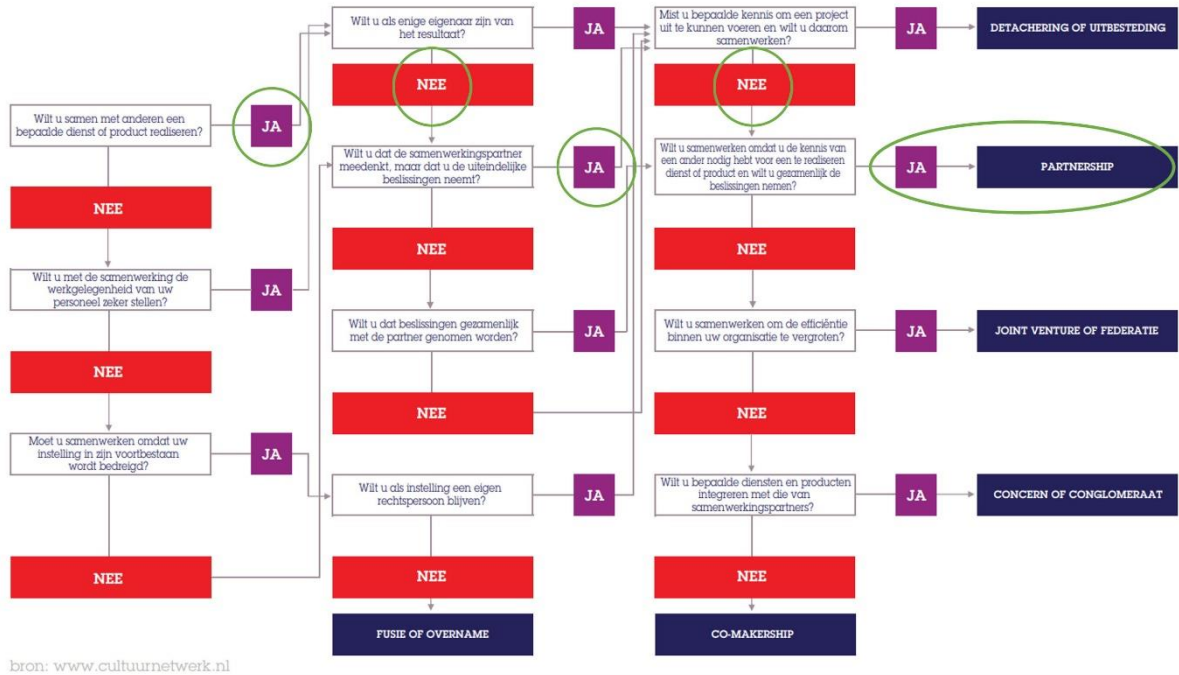 Wilt u samen met anderen een
bepaalde dienst of product realiseren?
JA
NEE
Wilt u met de samenwerking de
werkgelegenheid van uw
personeel zeker stellen?
JA
NEE
Moet u samenwerken omdat uw
instelling in zijn voortbestaan
wordt bedreigd?
JA
NEE
Wilt u als enige eigenaar zijn van
het resultaat?
JA
NEE
Wilt u dat de samenwerkingspartner
meedenkt, maar dat u de uiteindelijke
beslissingen neemt?
JA
NEE
Wilt u dat beslissingen gezamenlijk
met de partner genomen worden?
JA
NEE
Wilt u als instelling een eigen
rechtspersoon blijven?
JA
NEE
FUSIE OF OVERNAME
Mist u bepaalde kennis om een project
uit te kunnen voeren en wilt u daarom
samenwerken?
JA
DETACHERING OF UITBESTEDING
NEE
Wilt u samenwerken omdat u de kennis van
een ander nodig hebt voor een te realiseren
dienst of product en wilt u gezamenlijk de
beslissingen nemen?
JA
PARTNERSHIP
NEE
Wilt u samenwerken om de efficiëntie
binnen uw organisatie te vergroten?
JA
JOINT VENTURE OF FEDERATIE
NEE
Wilt u bepaalde diensten en producten
integreren met die van
samenwerkingspartners?
JA
CONCERN OF CONGLOMERAAT
NEE
CO-MAKERSHIP
bron: www.cultuurnetwerk.nl